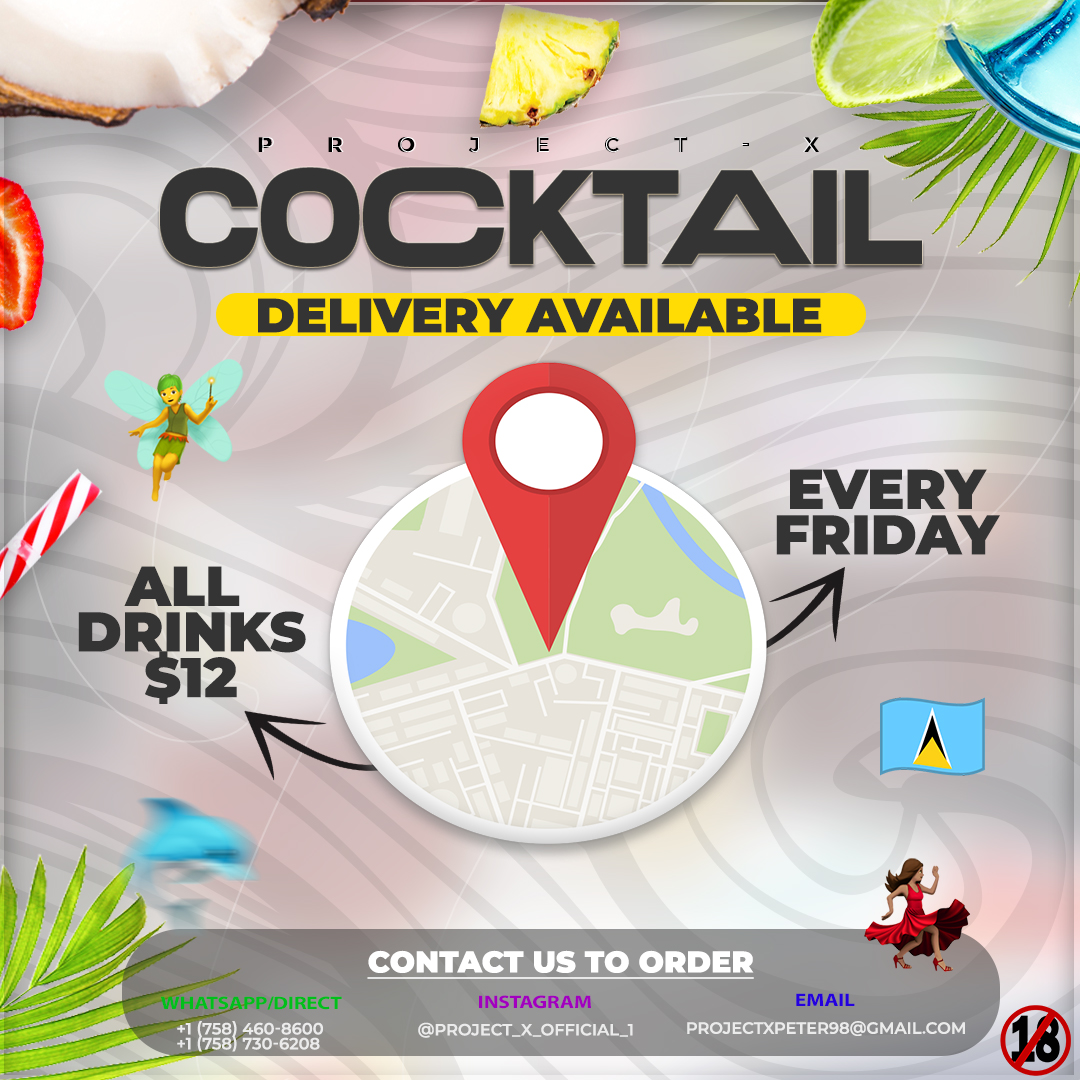 PROJECT-X
COCKTAIL
DELIVERY AVAILABLE
EVERY
FRIDAY
ALL
DRINKS
$12
CONTACT US TO ORDER
WHATSAPP/DIRECT
+1 (758) 460-8600
+1 (758) 730-6208
INSTAGRAM
@PROJECT_X_OFFICIAL_1
EMAIL
PROJECTXPETER98@GMAIL.COM
18